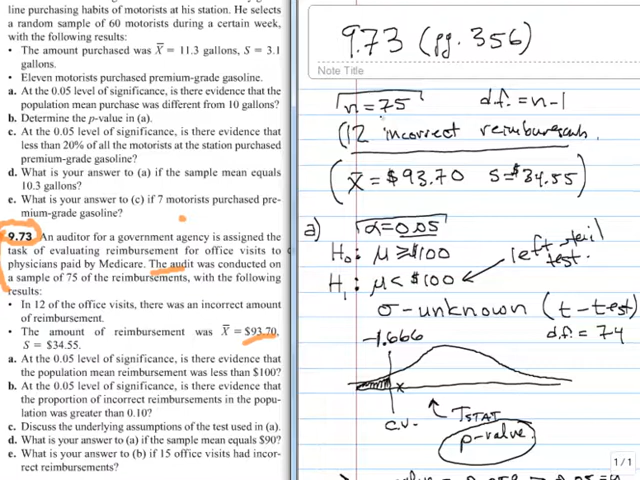 line purchasing habits of motorists at his station. He selects
a random sample of 60 motorists during a certain week,
with the following results:
• The amount purchased was X̄ = 11.3 gallons, S = 3.1
gallons.
• Eleven motorists purchased premium-grade gasoline.
a. At the 0.05 level of significance, is there evidence that the
population mean purchase was different from 10 gallons?
b. Determine the p-value in (a).
c. At the 0.05 level of significance, is there evidence that
less than 20% of all the motorists at the station purchased
premium-grade gasoline?
d. What is your answer to (a) if the sample mean equals
10.3 gallons?
e. What is your answer to (c) if 7 motorists purchased pre-
mium-grade gasoline?
9.73 An auditor for a government agency is assigned the
task of evaluating reimbursement for office visits to
physicians paid by Medicare. The audit was conducted on
a sample of 75 of the reimbursements, with the following
results:
• In 12 of the office visits, there was an incorrect amount
of reimbursement.
• The amount of reimbursement was X̄ = $93.70,
S = $34.55.
a. At the 0.05 level of significance, is there evidence that
the population mean reimbursement was less than $100?
b. At the 0.05 level of significance, is there evidence that
the proportion of incorrect reimbursements in the popu-
lation was greater than 0.10?
c. Discuss the underlying assumptions of the test used in (a).
d. What is your answer to (a) if the sample mean equals $90?
e. What is your answer to (b) if 15 office visits had incor-
rect reimbursements?
9.73 (pg. 356)
Note Title
n = 75 d.f. = n-1
(12 incorrect reimbursements.
(X̄ = $93.70 S = $34.55)
a) α = 0.05
H₀: μ ≥ $100 left-tail
H₁: μ < $100 test.
σ - unknown (t-test)
-1.666 d.f. = 74
x
c.v. TSTAT
p-value.
1/1